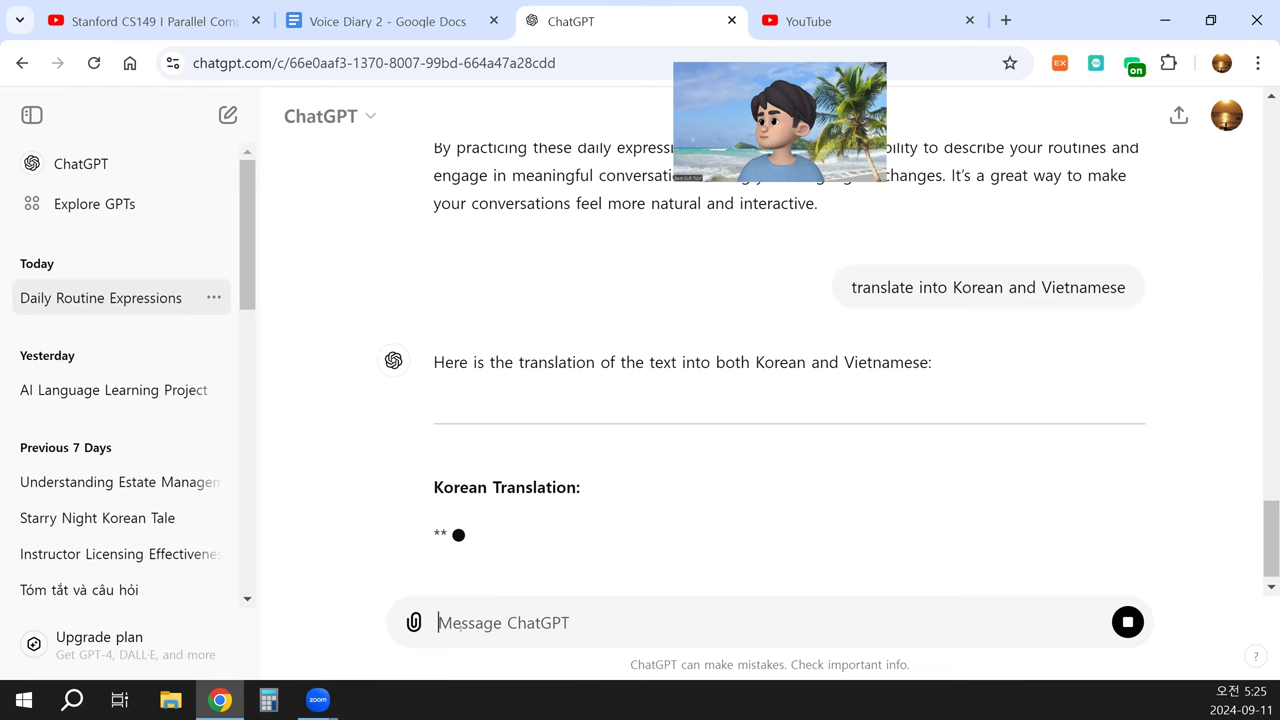 Stanford CS149 I Parallel Com
Voice Diary 2 - Google Docs
ChatGPT
YouTube
chatgpt.com/c/66e0aaf3-1370-8007-99bd-664a47a28cdd
on
ChatGPT
ChatGPT
Explore GPTs
Today
Daily Routine Expressions
Yesterday
AI Language Learning Project
Previous 7 Days
Understanding Estate Managem
Starry Night Korean Tale
Instructor Licensing Effectivenes
Tóm tắt và câu hỏi
Upgrade plan
Get GPT-4, DALL·E, and more
By practicing these daily expressi bility to describe your routines and
engage in meaningful conversati changes. It's a great way to make
your conversations feel more natural and interactive.
translate into Korean and Vietnamese
Here is the translation of the text into both Korean and Vietnamese:
Korean Translation:
**
Message ChatGPT
ChatGPT can make mistakes. Check important info.
?
zoom
오전 5:25
2024-09-11